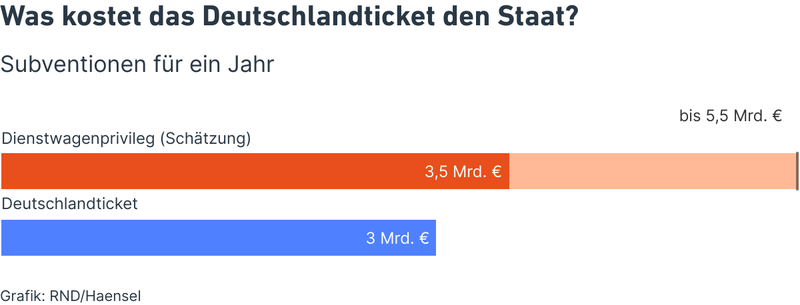 Was kostet das Deutschlandticket den Staat?
Subventionen für ein Jahr
bis 5,5 Mrd. €
Dienstwagenprivileg (Schätzung)
3,5 Mrd. €
Deutschlandticket
3 Mrd. €
Grafik: RND/Haensel